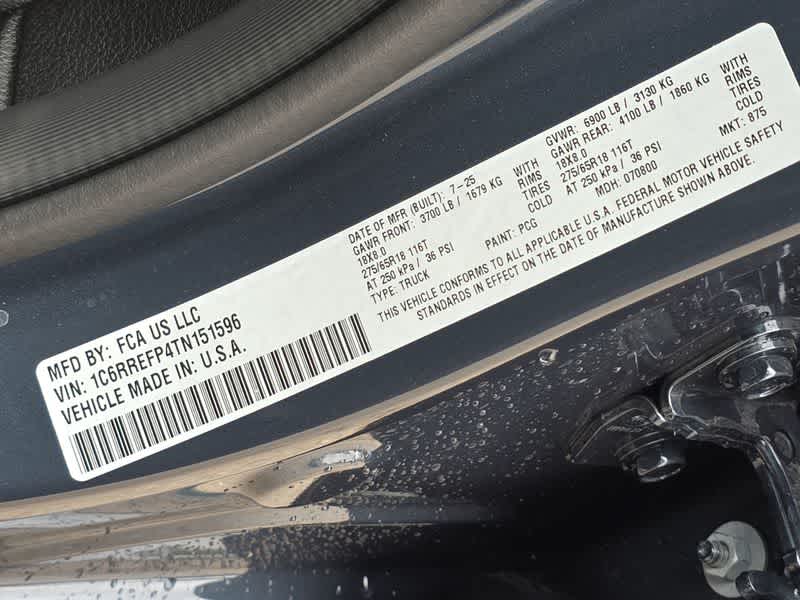 MFD BY: FCA US LLC
VIN: 1C6RREFP4TN151596
VEHICLE MADE IN: U.S.A.
DATE OF MFR (BUILT): 7-25
GVWR: 6900 LB / 3130 KG
GAWR FRONT: 3700 LB / 1679 KG WITH
18X8.0 RIMS
275/65R18 116T TIRES
AT 250 kPa / 36 PSI COLD
GAWR REAR: 4100 LB / 1860 KG WITH
18X8.0 RIMS
275/65R18 116T TIRES
AT 250 kPa / 36 PSI COLD
TYPE: TRUCK PAINT: PCG MDH: 070800 MKT: 875
THIS VEHICLE CONFORMS TO ALL APPLICABLE U.S.A. FEDERAL MOTOR VEHICLE SAFETY
STANDARDS IN EFFECT ON THE DATE OF MANUFACTURE SHOWN ABOVE.